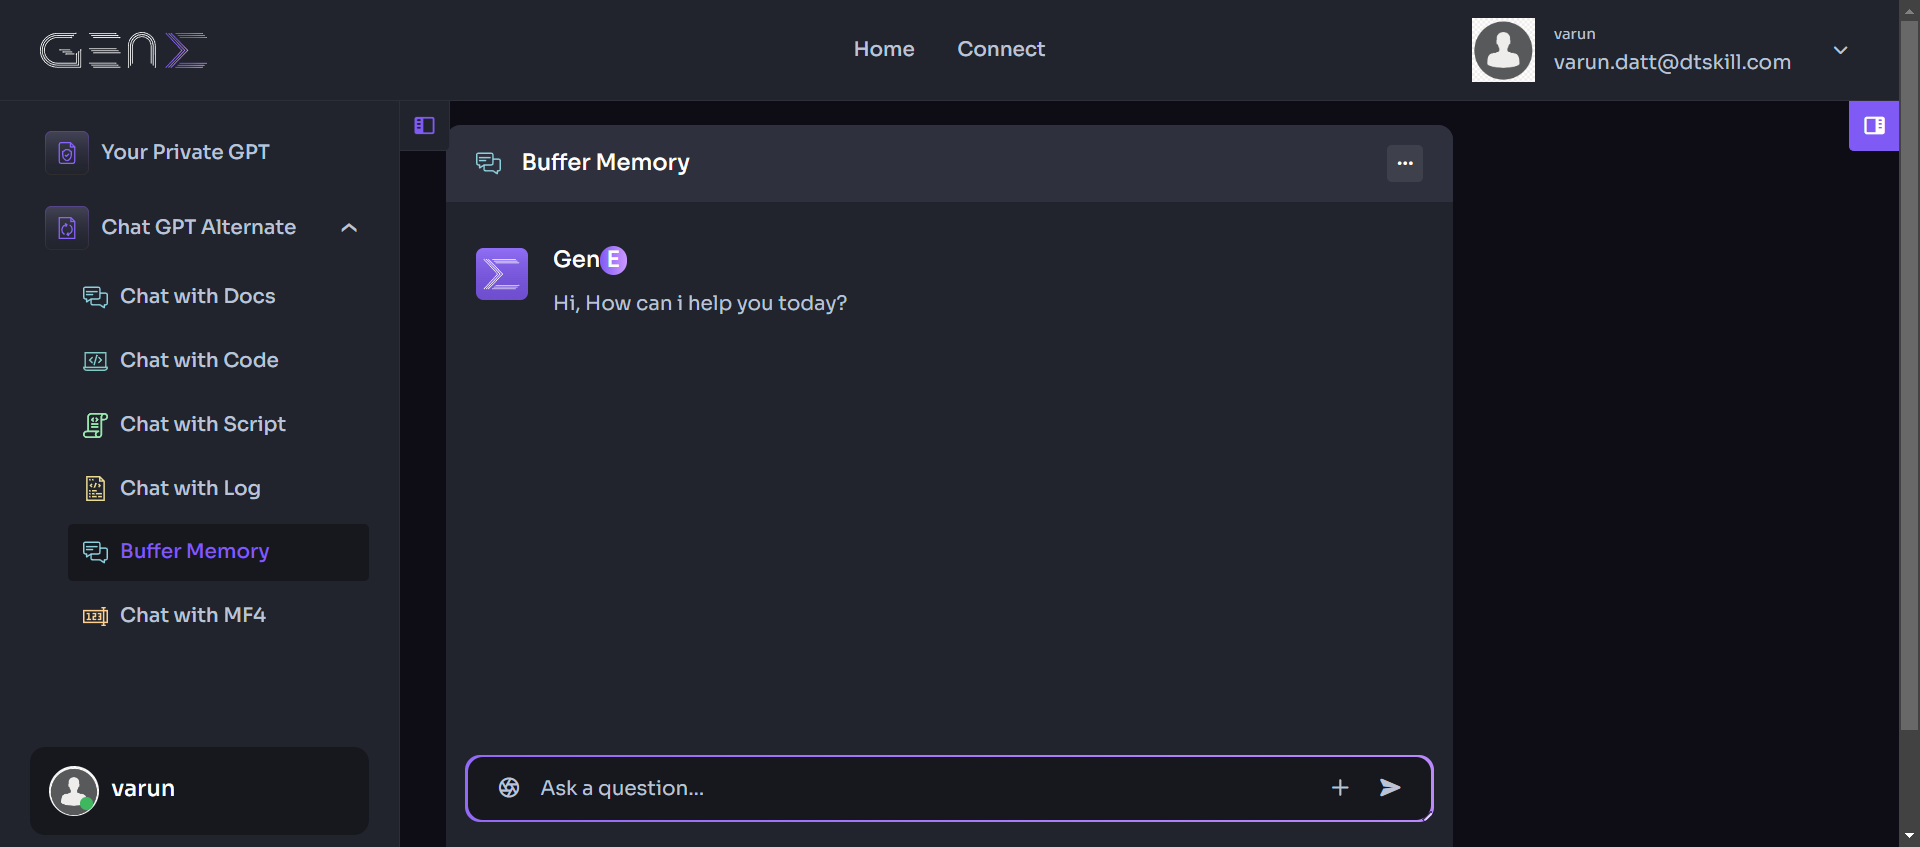 GENΣ
Home
Connect
varun
varun.datt@dtskill.com
Your Private GPT
Chat GPT Alternate
Chat with Docs
Chat with Code
Chat with Script
Chat with Log
Buffer Memory
123
Chat with MF4
varun
Buffer Memory
Σ
GenE
Hi, How can i help you today?
Ask a question...